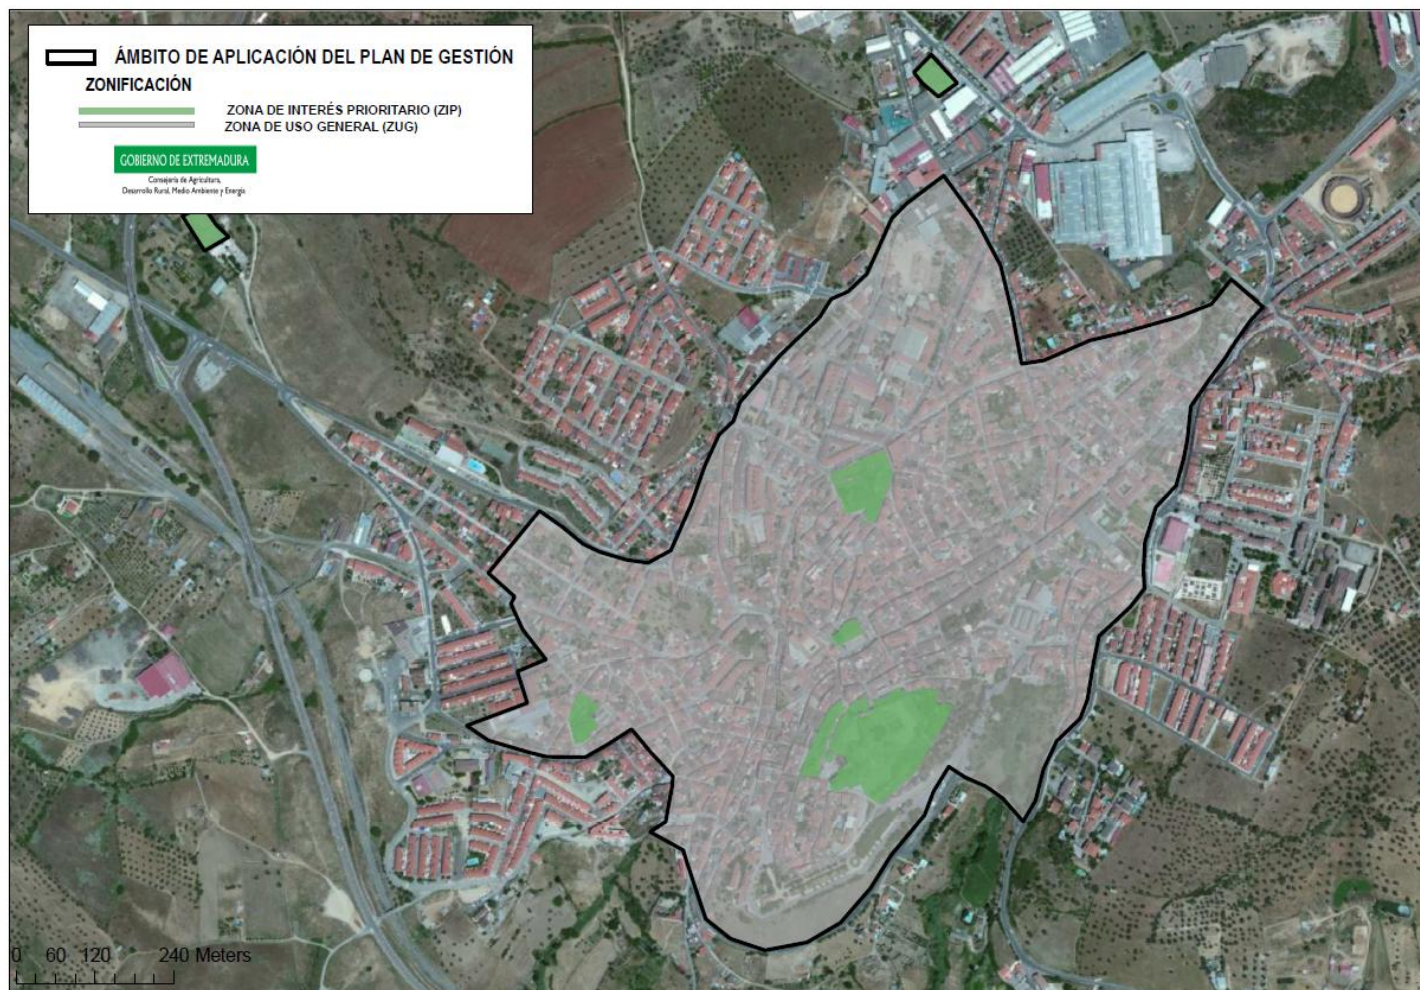 ÁMBITO DE APLICACIÓN DEL PLAN DE GESTIÓN
ZONIFICACIÓN
ZONA DE INTERÉS PRIORITARIO (ZIP)
ZONA DE USO GENERAL (ZUG)
GOBIERNO DE EXTREMADURA
Consejería de Agricultura,
Desarrollo Rural, Medio Ambiente y Energía
0 60 120 240 Meters